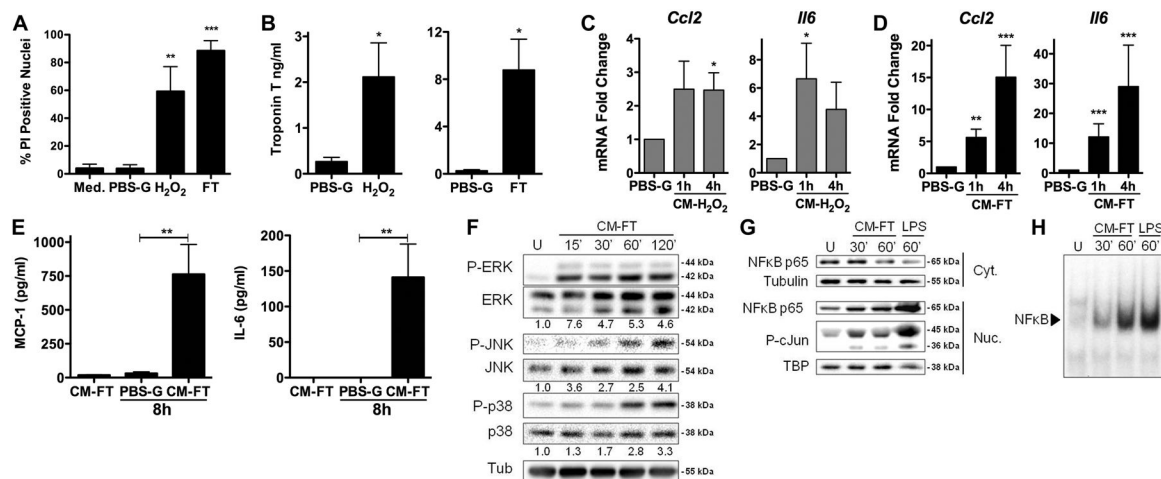 A
% PI Positive Nuclei
100
80
60
40
20
0
**
***
Med. PBS-G H₂O₂ FT
B
Troponin T ng/ml
3
2
1
0
*
PBS-G H₂O₂
12
8
4
0
*
PBS-G FT
C
Ccl2
mRNA Fold Change
4
3
2
1
0
*
PBS-G 1h 4h
CM-H₂O₂
Il6
10
8
6
4
2
0
*
PBS-G 1h 4h
CM-H₂O₂
D
Ccl2
mRNA Fold Change
25
20
15
10
5
0
**
***
PBS-G 1h 4h
CM-FT
Il6
50
40
30
20
10
0
***
***
PBS-G 1h 4h
CM-FT
E
MCP-1 (pg/ml)
1000
750
500
250
0
**
CM-FT PBS-G CM-FT
8h
IL-6 (pg/ml)
200
150
100
50
0
**
CM-FT PBS-G CM-FT
8h
F
CM-FT
U 15' 30' 60' 120'
P-ERK
44 kDa
42 kDa
ERK
44 kDa
42 kDa
1.0 7.6 4.7 5.3 4.6
P-JNK
54 kDa
JNK
54 kDa
1.0 3.6 2.7 2.5 4.1
P-p38
38 kDa
p38
38 kDa
1.0 1.3 1.7 2.8 3.3
Tub
55 kDa
G
CM-FT LPS
U 30' 60' 60'
NFκB p65
65 kDa
Tubulin
55 kDa
Cyt.
NFκB p65
65 kDa
P-cJun
45 kDa
36 kDa
TBP
38 kDa
Nuc.
H
CM-FT LPS
U 30' 60' 60'
NFκB